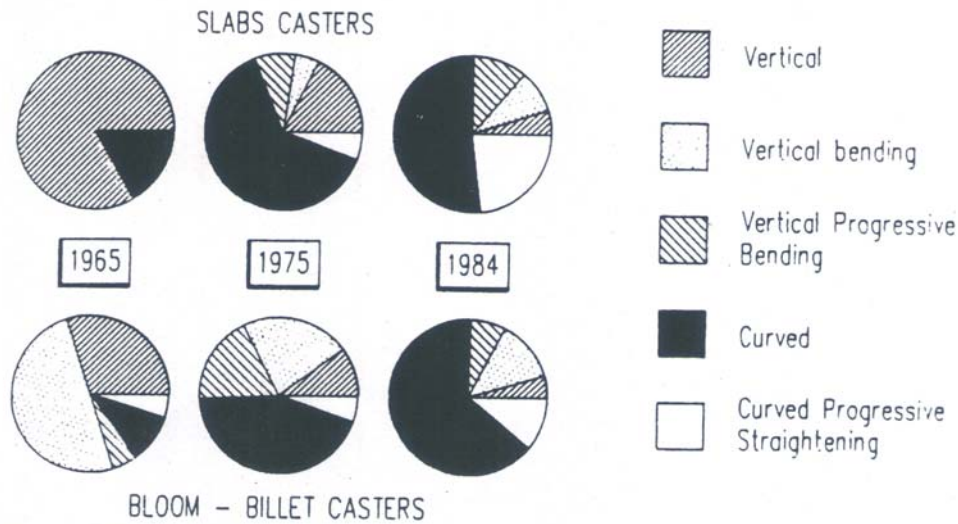 SLABS CASTERS
1965
1975
1984
BLOOM - BILLET CASTERS
Vertical
Vertical bending
Vertical Progressive
Bending
Curved
Curved Progressive
Straightening